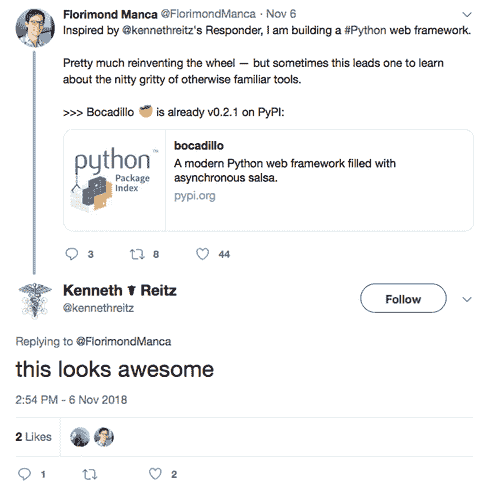 Florimond Manca @FlorimondManca · Nov 6
Inspired by @kennethreitz's Responder, I am building a #Python web framework.
Pretty much reinventing the wheel — but sometimes this leads one to learn
about the nitty gritty of otherwise familiar tools.
>>> Bocadillo 🥙 is already v0.2.1 on PyPI:
python™
Package
Index
bocadillo
A modern Python web framework filled with
asynchronous salsa.
pypi.org
3 8 44
Kenneth Reitz
@kennethreitz
Follow
Replying to @FlorimondManca
this looks awesome
2:54 PM - 6 Nov 2018
2 Likes
1 2